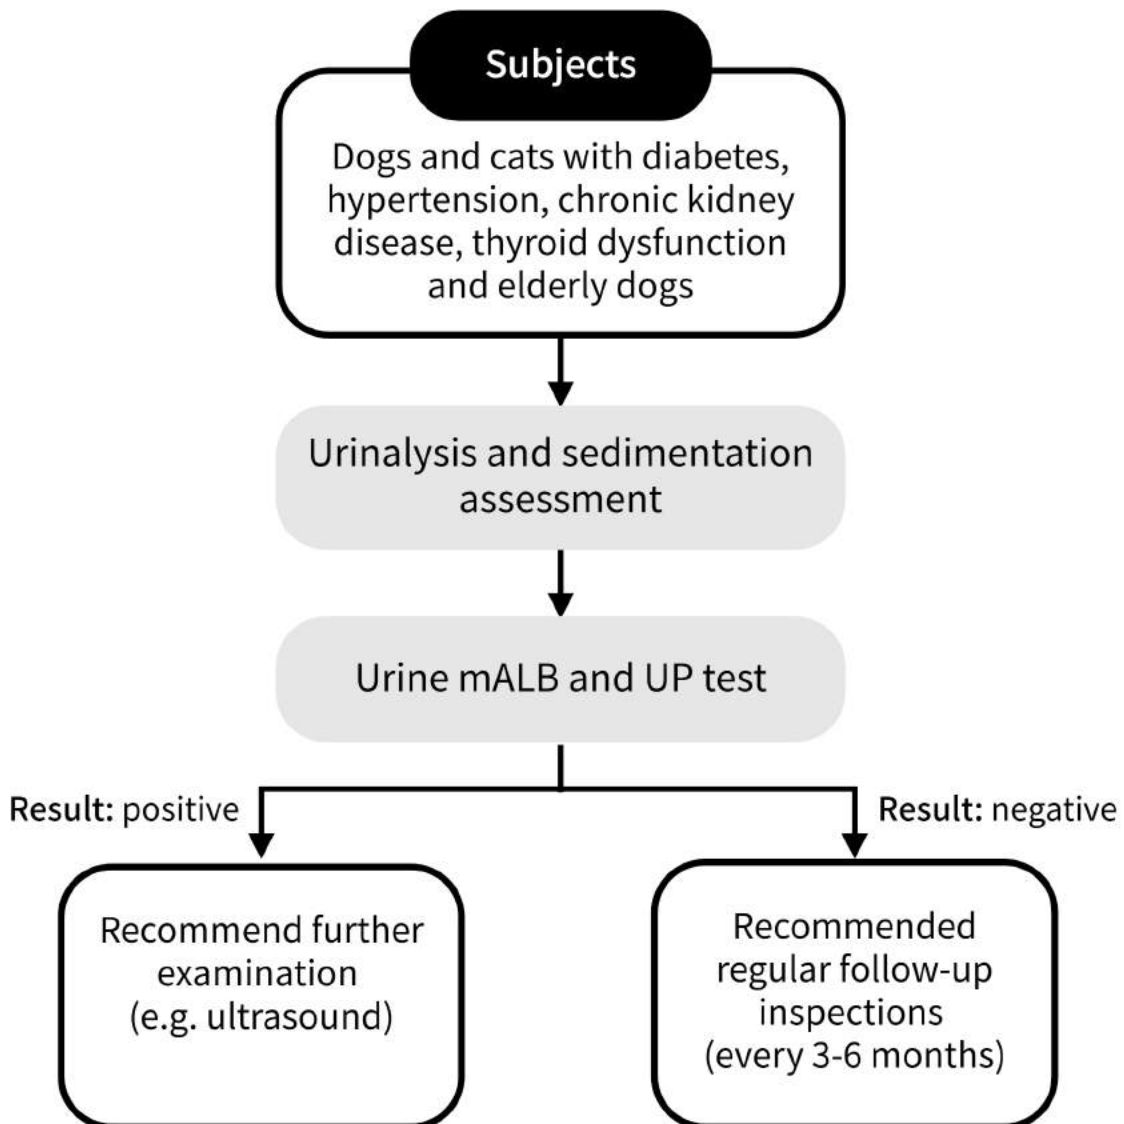 Subjects
Dogs and cats with diabetes,
hypertension, chronic kidney
disease, thyroid dysfunction
and elderly dogs
Urinalysis and sedimentation
assessment
Urine mALB and UP test
Result: positive
Result: negative
Recommend further
examination
(e.g. ultrasound)
Recommended
regular follow-up
inspections
(every 3-6 months)